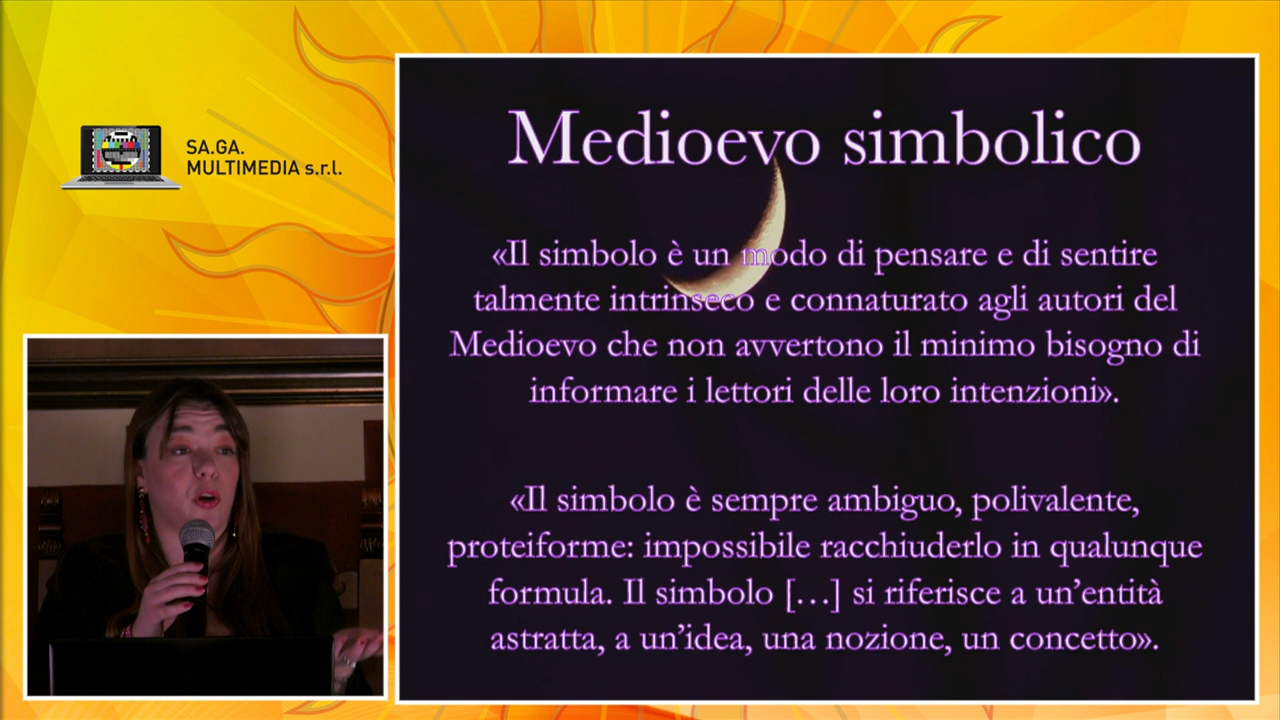 SA.GA.
MULTIMEDIA s.r.l.
Medioevo simbolico
«Il simbolo è un modo di pensare e di sentire
talmente intrinseco e connaturato agli autori del
Medioevo che non avvertono il minimo bisogno di
informare i lettori delle loro intenzioni».
«Il simbolo è sempre ambiguo, polivalente,
proteiforme: impossibile racchiuderlo in qualunque
formula. Il simbolo […] si riferisce a un’entità
astratta, a un’idea, una nozione, un concetto».